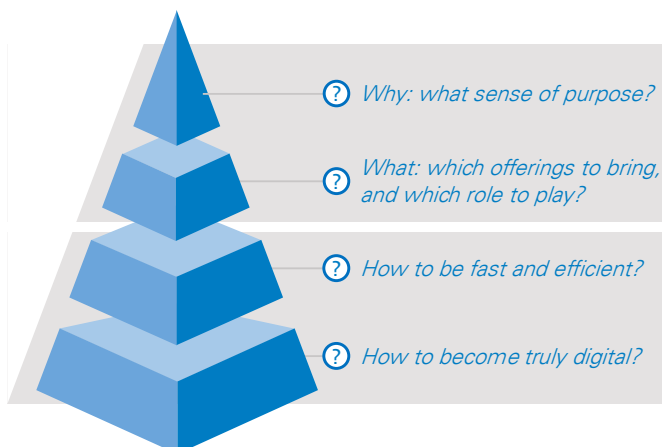 ? Why: what sense of purpose?
? What: which offerings to bring,
and which role to play?
? How to be fast and efficient?
? How to become truly digital?